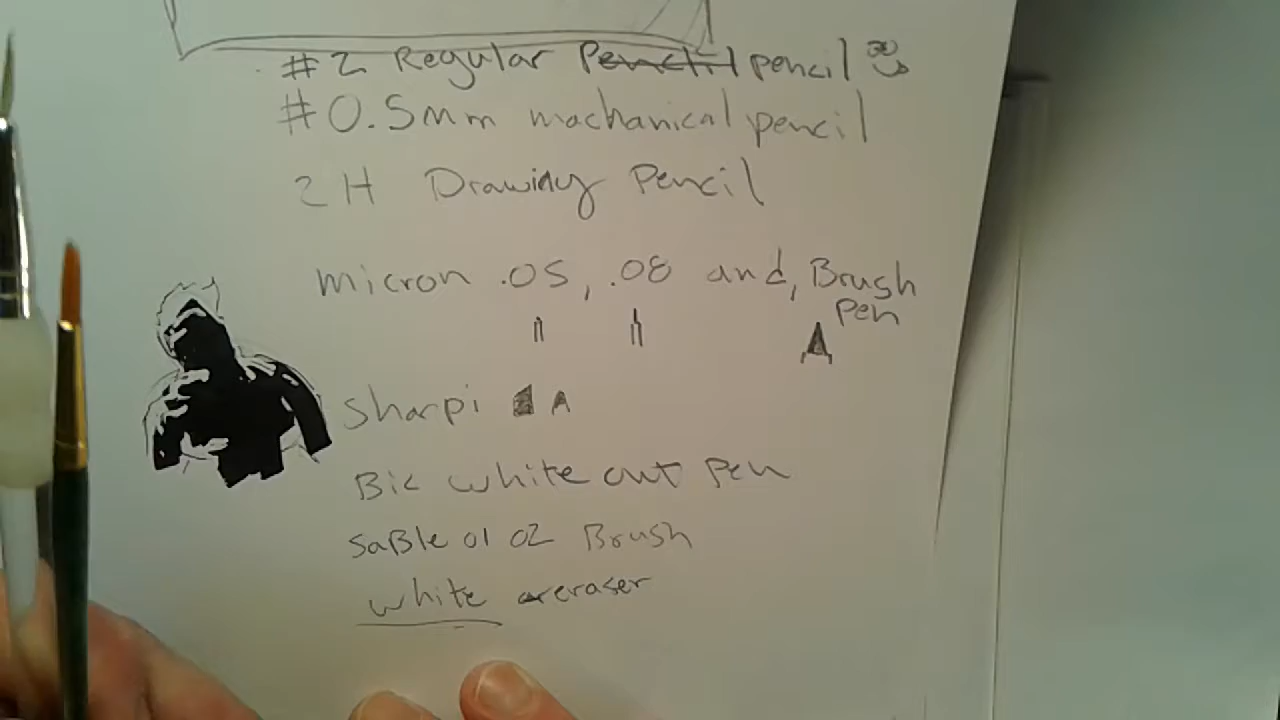 #2 Regular Pencil pencil
#0.5mm machanical pencil
2H Drawing Pencil
micron .05, .08 and, Brush
Pen
sharpi
Bic white out Pen
SaBle 01 02 Brush
white eraser